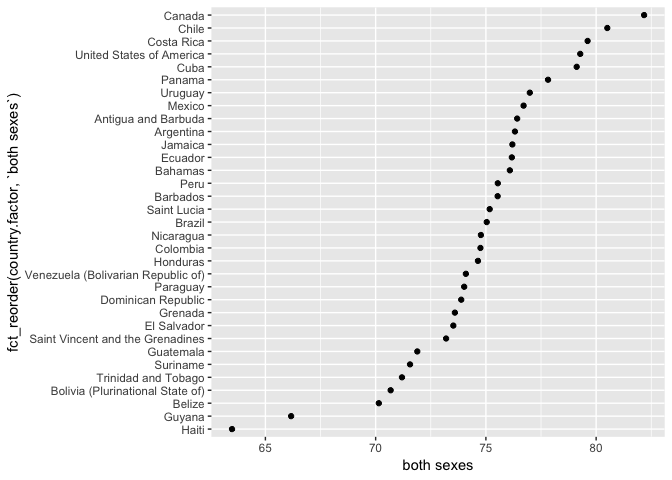 fct_reorder(country.factor, `both sexes`)
Canada
Chile
Costa Rica
United States of America
Cuba
Panama
Uruguay
Mexico
Antigua and Barbuda
Argentina
Jamaica
Ecuador
Bahamas
Peru
Barbados
Saint Lucia
Brazil
Nicaragua
Colombia
Honduras
Venezuela (Bolivarian Republic of)
Paraguay
Dominican Republic
Grenada
El Salvador
Saint Vincent and the Grenadines
Guatemala
Suriname
Trinidad and Tobago
Bolivia (Plurinational State of)
Belize
Guyana
Haiti
65 70 75 80
both sexes